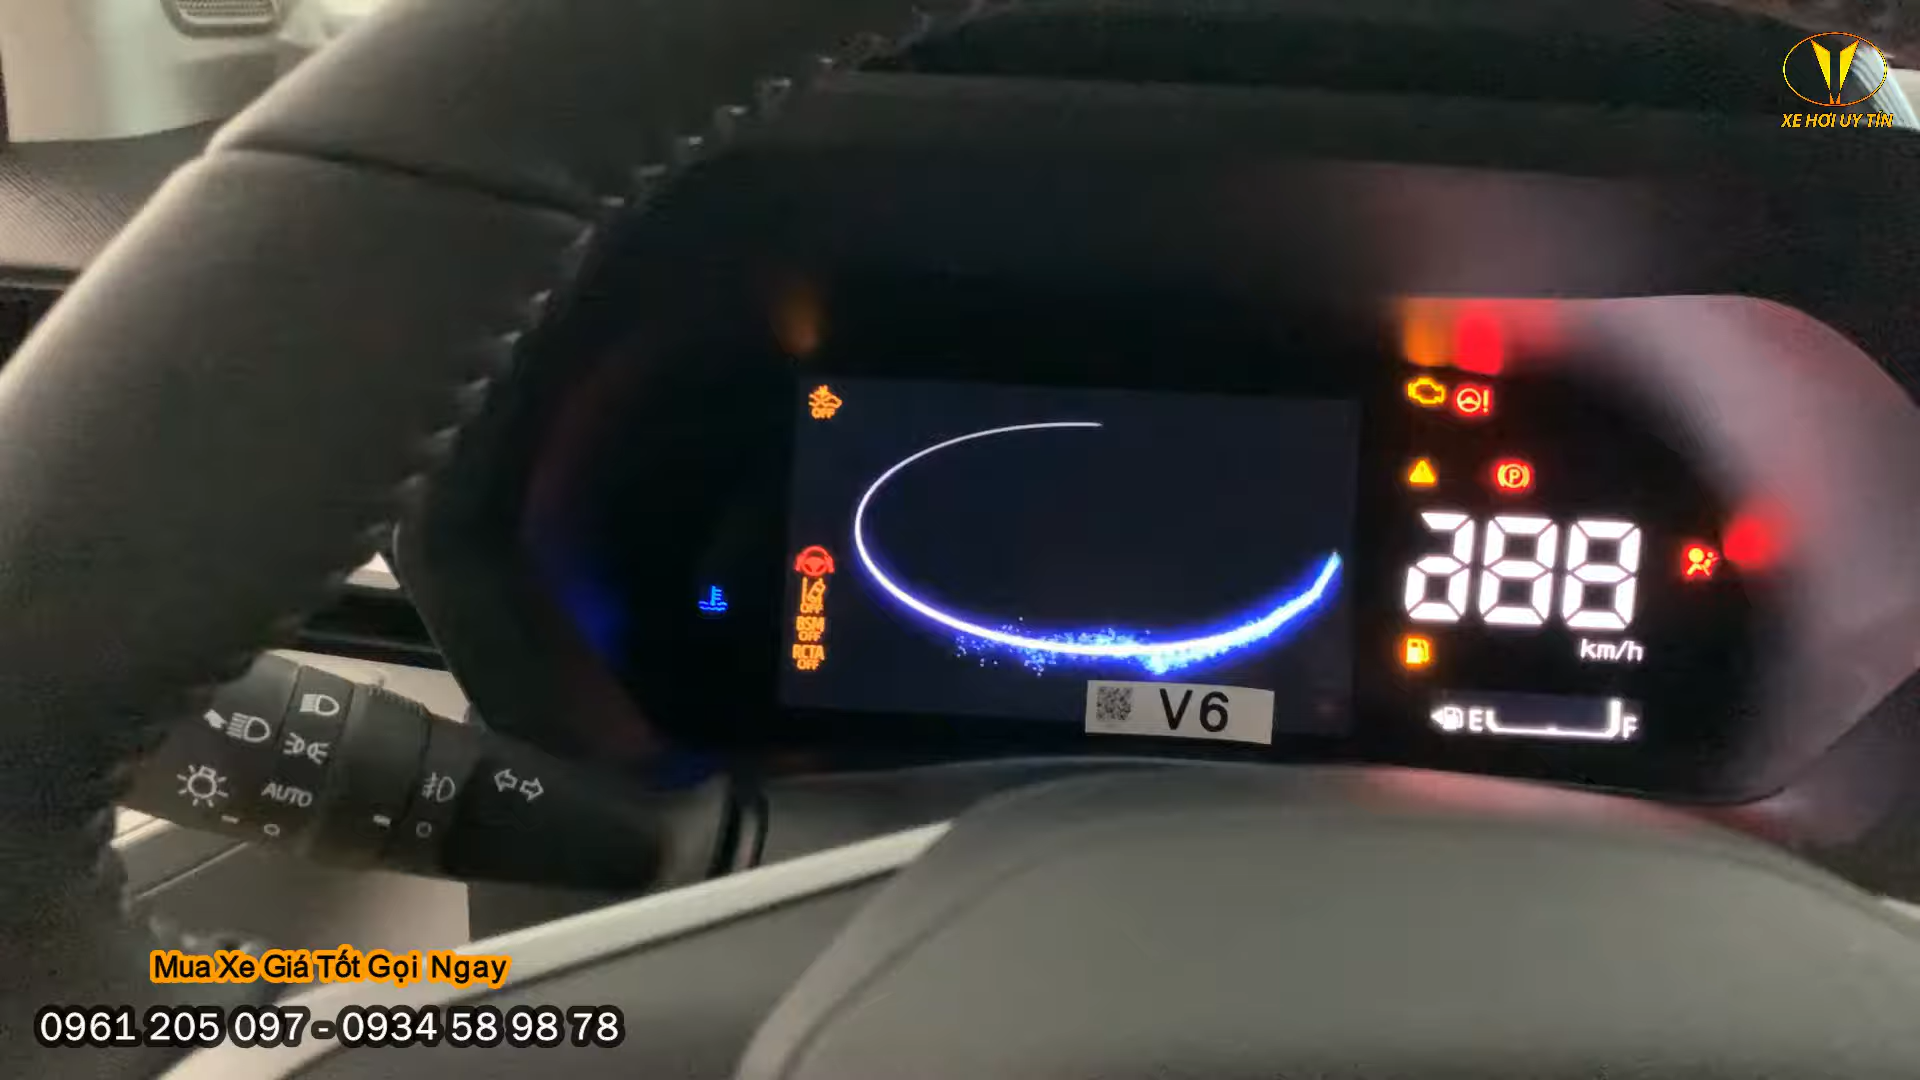 XE HƠI UY TÍN
OFF
OFF
BSM
OFF
RCTA
OFF
P
288
km/h
E F
V6
AUTO
Mua Xe Giá Tốt Gọi Ngay
0961 205 097 - 0934 58 98 78